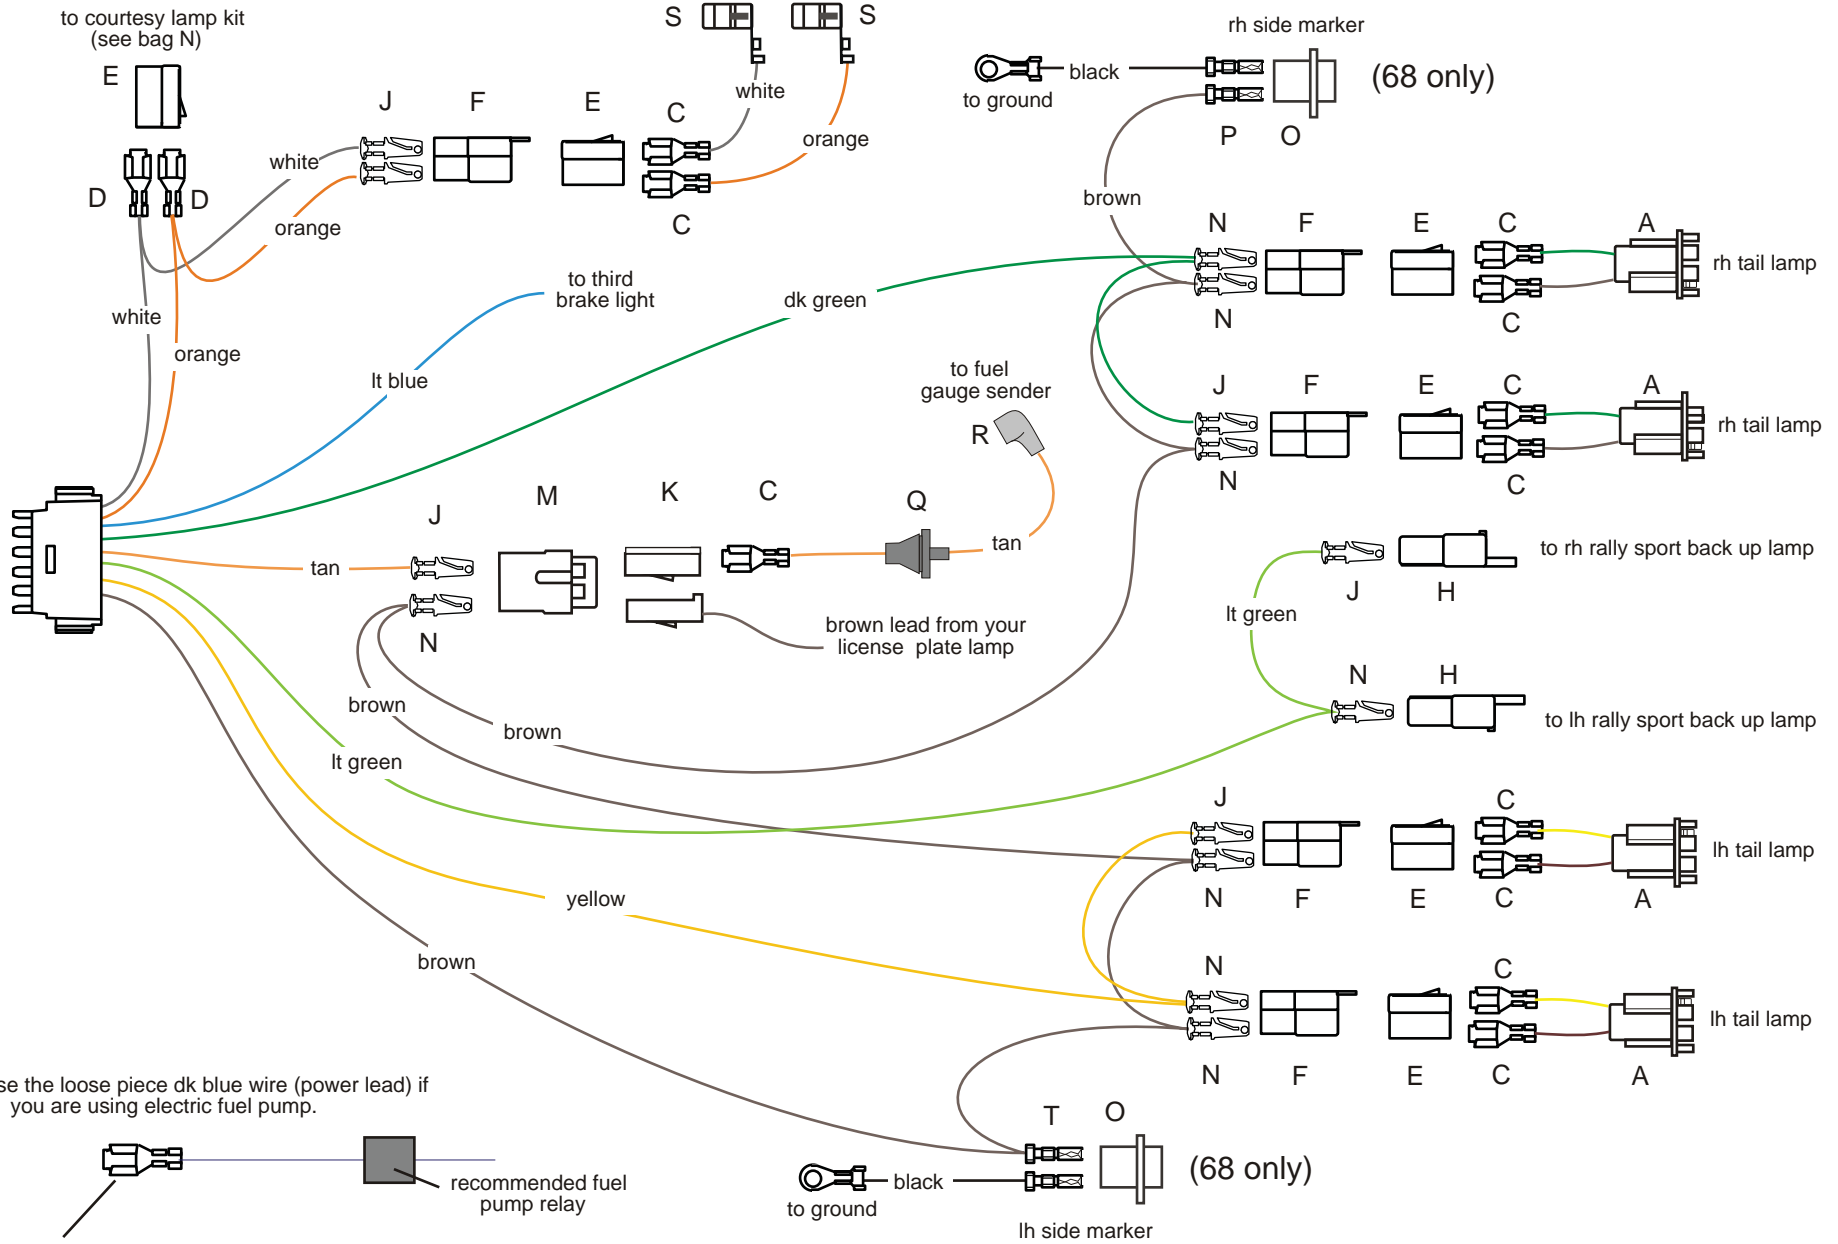 to courtesy lamp kit
(see bag N)
E
D
D
white
orange
white
orange
J
F
E
C
C
S
S
white
orange
rh side marker
(68 only)
black
to ground
P
O
brown
N
F
E
C
A
rh tail lamp
N
C
to third
brake light
dk green
lt blue
to fuel
gauge sender
R
J
F
E
C
A
rh tail lamp
N
C
J
M
K
C
Q
tan
tan
N
brown lead from your
license plate lamp
to rh rally sport back up lamp
J
H
lt green
N
H
to lh rally sport back up lamp
brown
brown
lt green
J
C
lh tail lamp
N
F
E
C
A
yellow
brown
N
C
lh tail lamp
N
F
E
C
A
se the loose piece dk blue wire (power lead) if
you are using electric fuel pump.
recommended fuel
pump relay
T
O
(68 only)
black
to ground
lh side marker